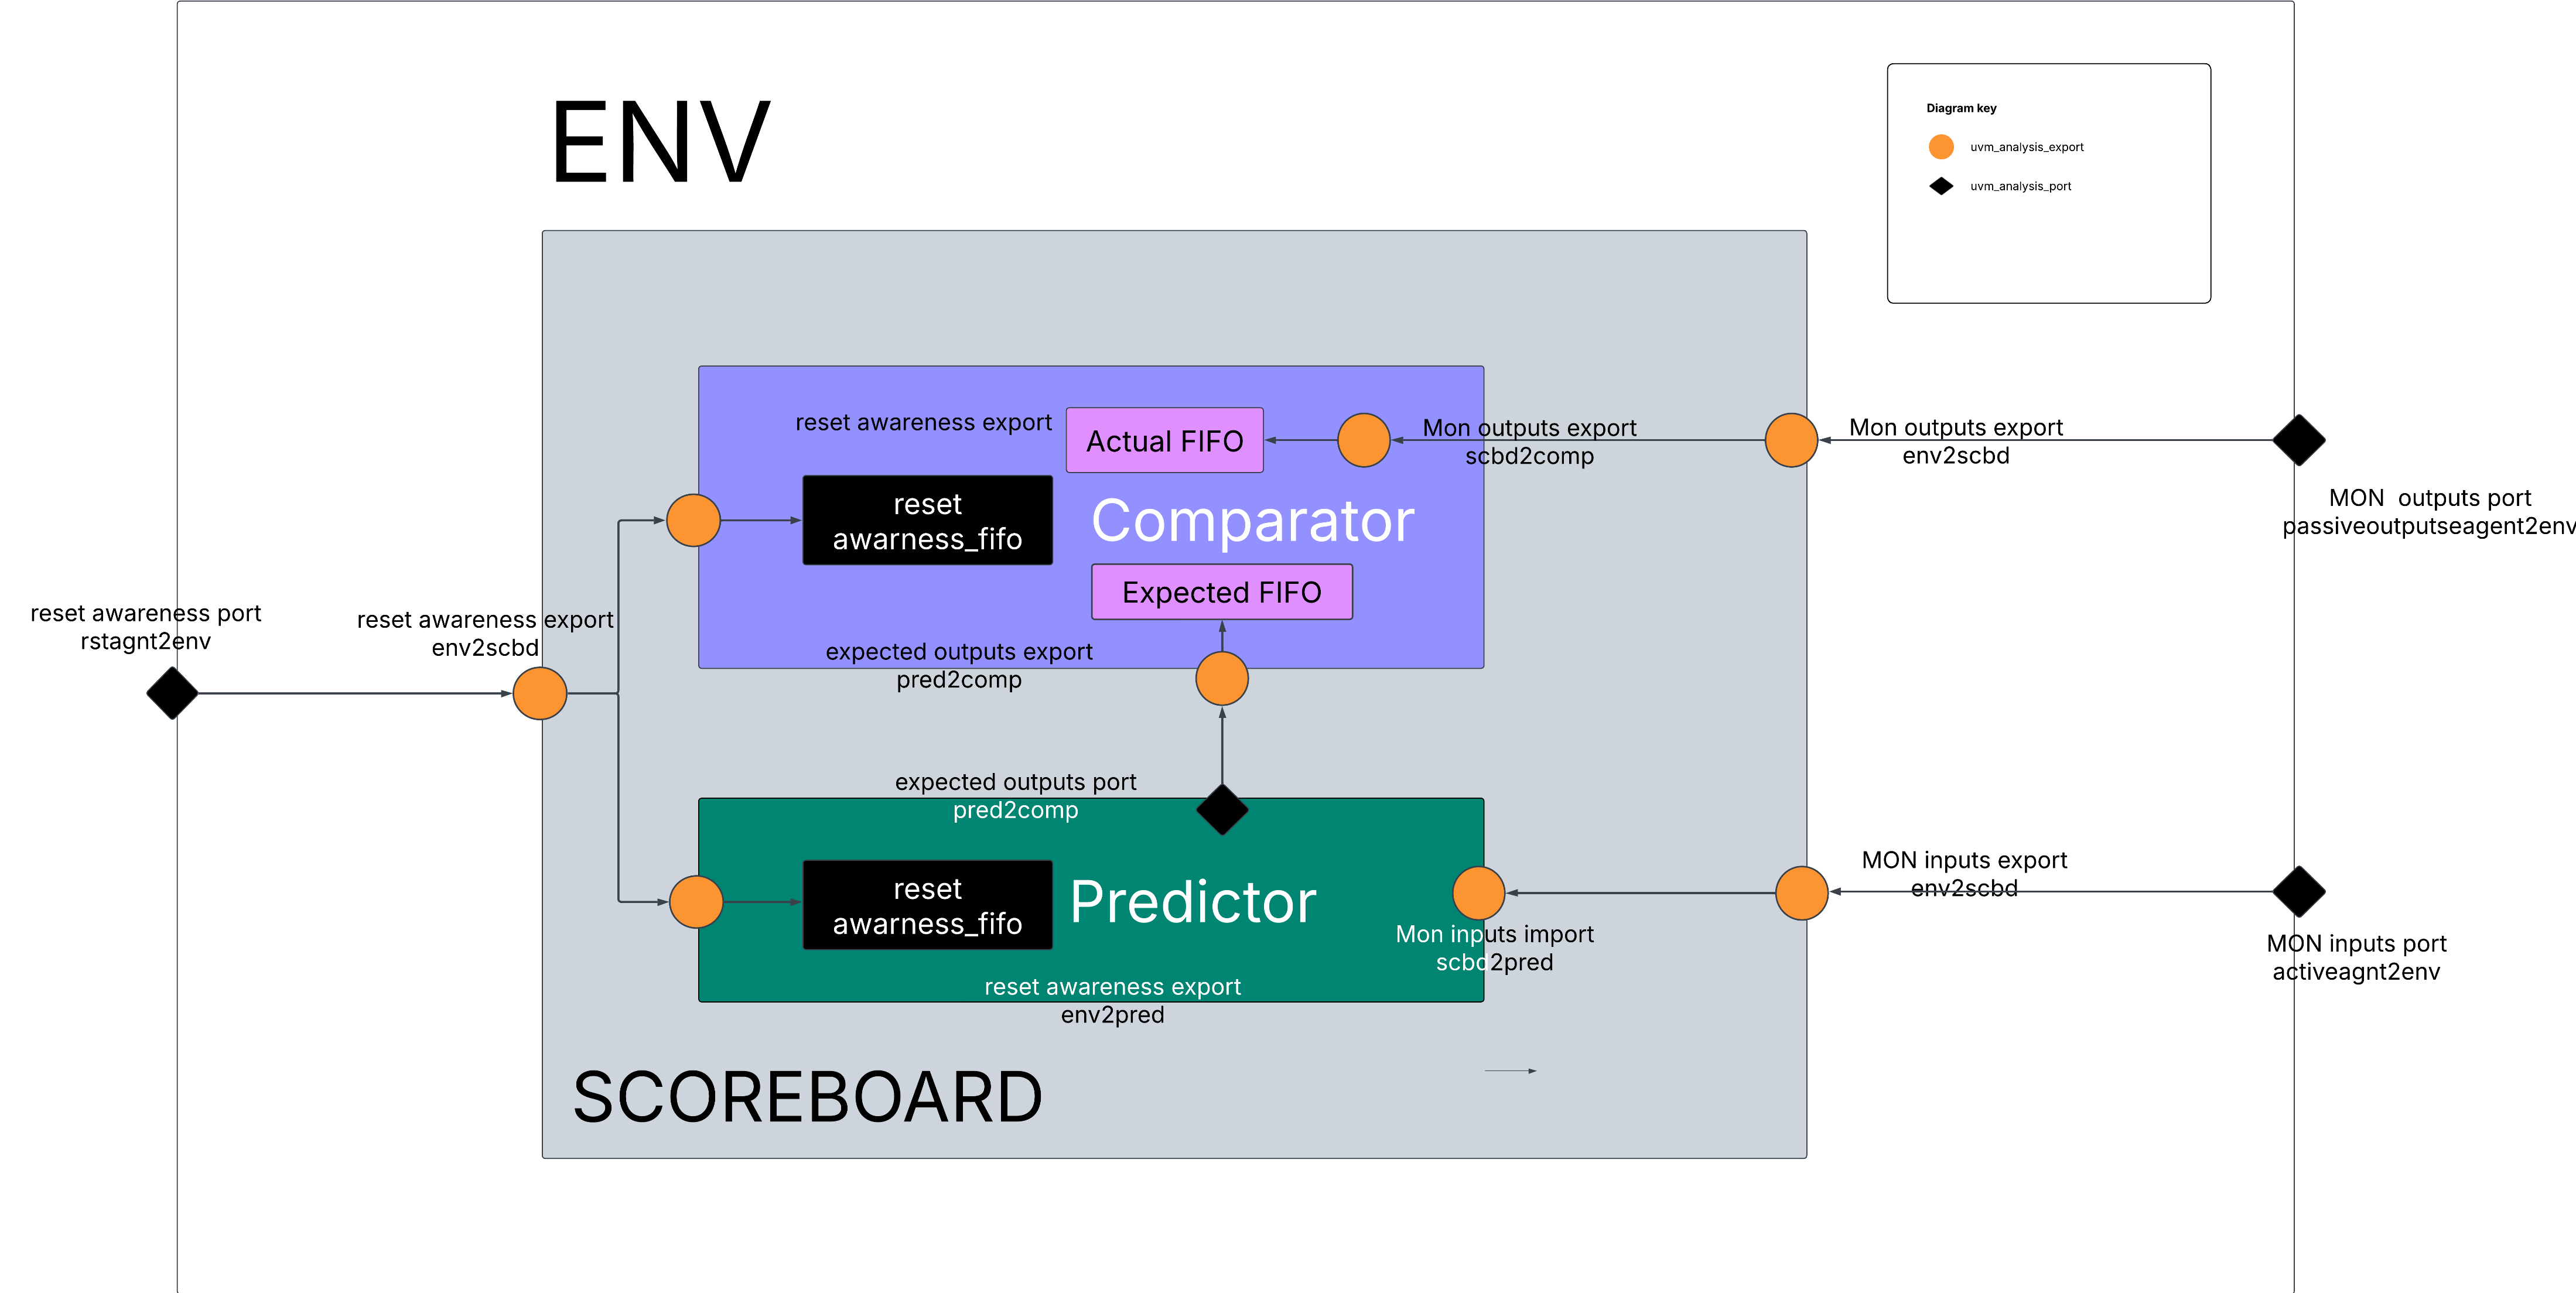 ENV
Diagram key
uvm_analysis_export
uvm_analysis_port
reset awareness export
Actual FIFO
Mon outputs export
scbd2comp
Mon outputs export
env2scbd
MON  outputs port
passiveoutputseagent2env
reset
awarness_fifo
Comparator
Expected FIFO
reset awareness port
rstagnt2env
reset awareness export
env2scbd
expected outputs export
pred2comp
expected outputs port
pred2comp
reset
awarness_fifo
Predictor
MON inputs export
env2scbd
Mon inputs import
scbd2pred
MON inputs port
activeagnt2env
reset awareness export
env2pred
SCOREBOARD